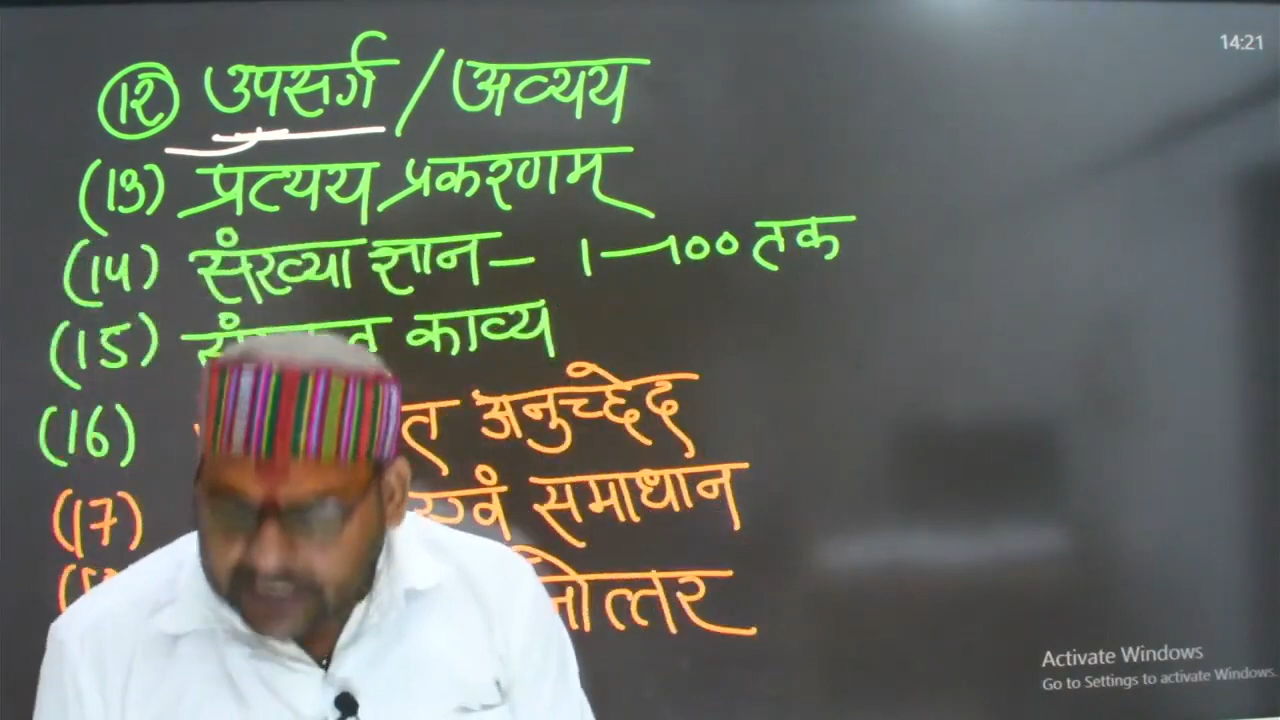 14:21
(12) उपसर्ग / अव्यय
(13) प्रत्यय प्रकरणम्
(14) संख्या ज्ञान - 1-100 तक
(15) काव्य
(16) अनुच्छेद
(17) एवं समाधान
Activate Windows
Go to Settings to activate Windows.